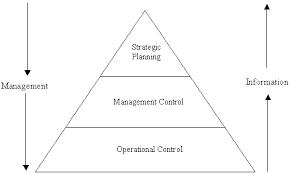 Strategic
Planning
Management
Information
Management Control
Operational Control